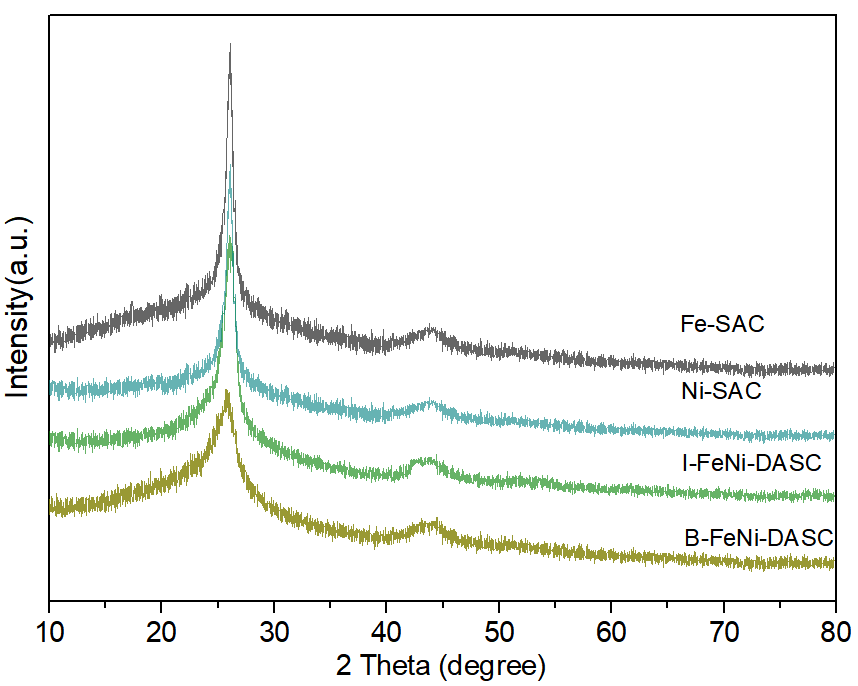 Intensity(a.u.)
Fe-SAC
Ni-SAC
I-FeNi-DASC
B-FeNi-DASC
10 20 30 40 50 60 70 80
2 Theta (degree)